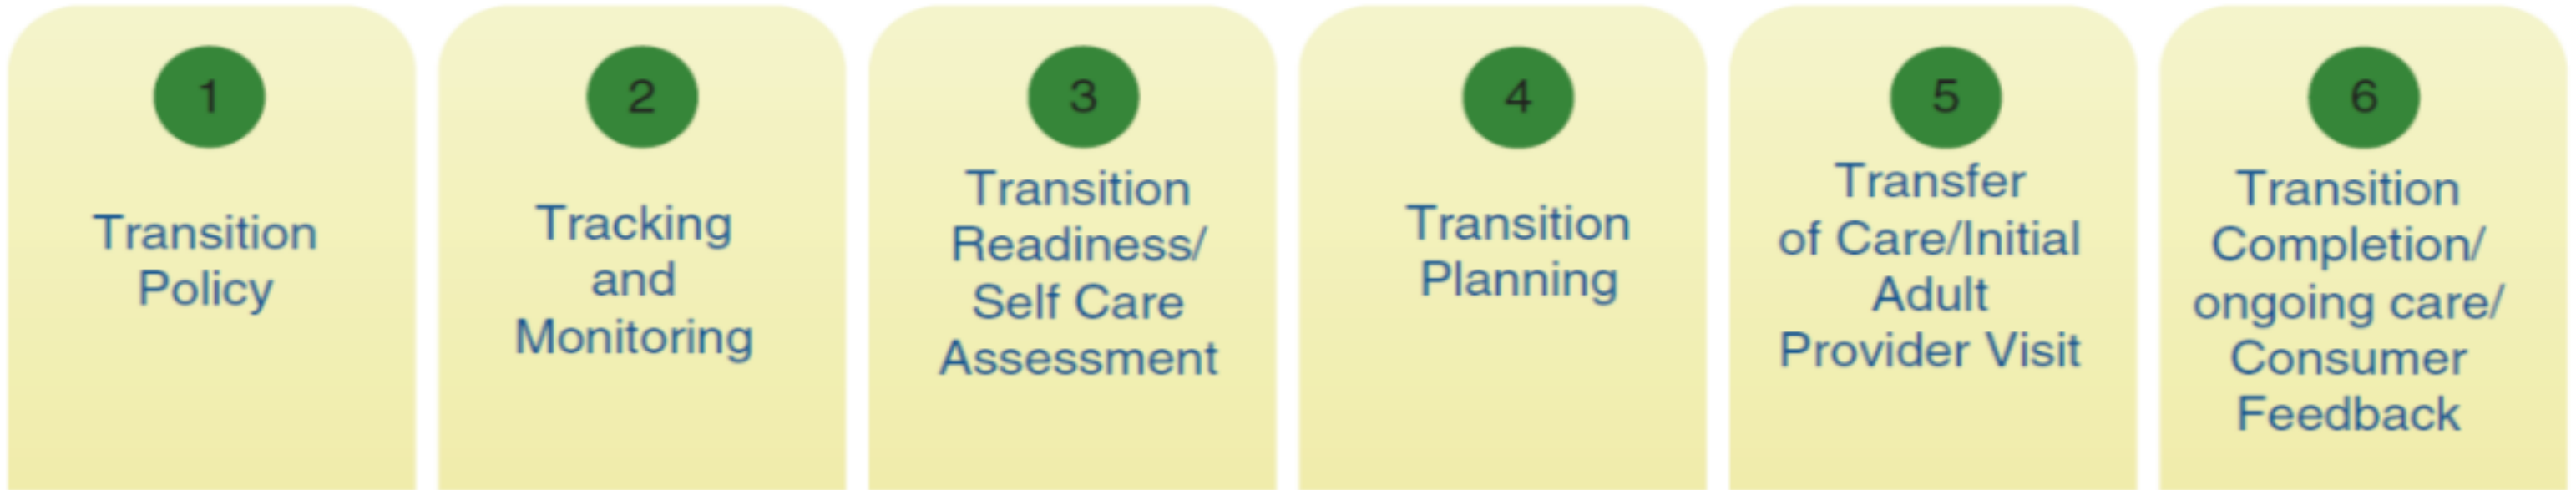 1
Transition
Policy
2
Tracking
and
Monitoring
3
Transition
Readiness/
Self Care
Assessment
4
Transition
Planning
5
Transfer
of Care/Initial
Adult
Provider Visit
6
Transition
Completion/
ongoing care/
Consumer
Feedback